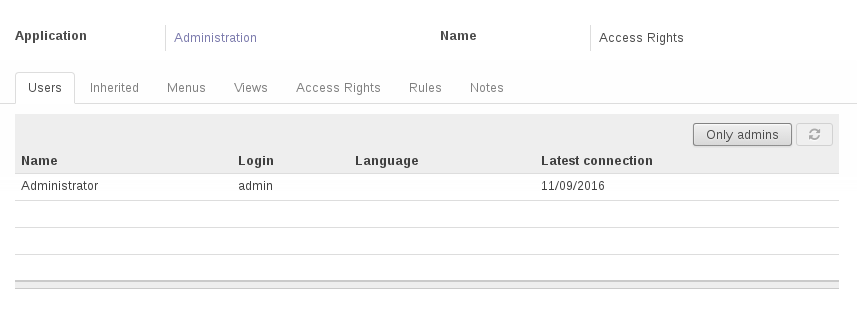 Application Administration Name Access Rights
Users Inherited Menus Views Access Rights Rules Notes
Only admins
Name Login Language Latest connection
Administrator admin 11/09/2016